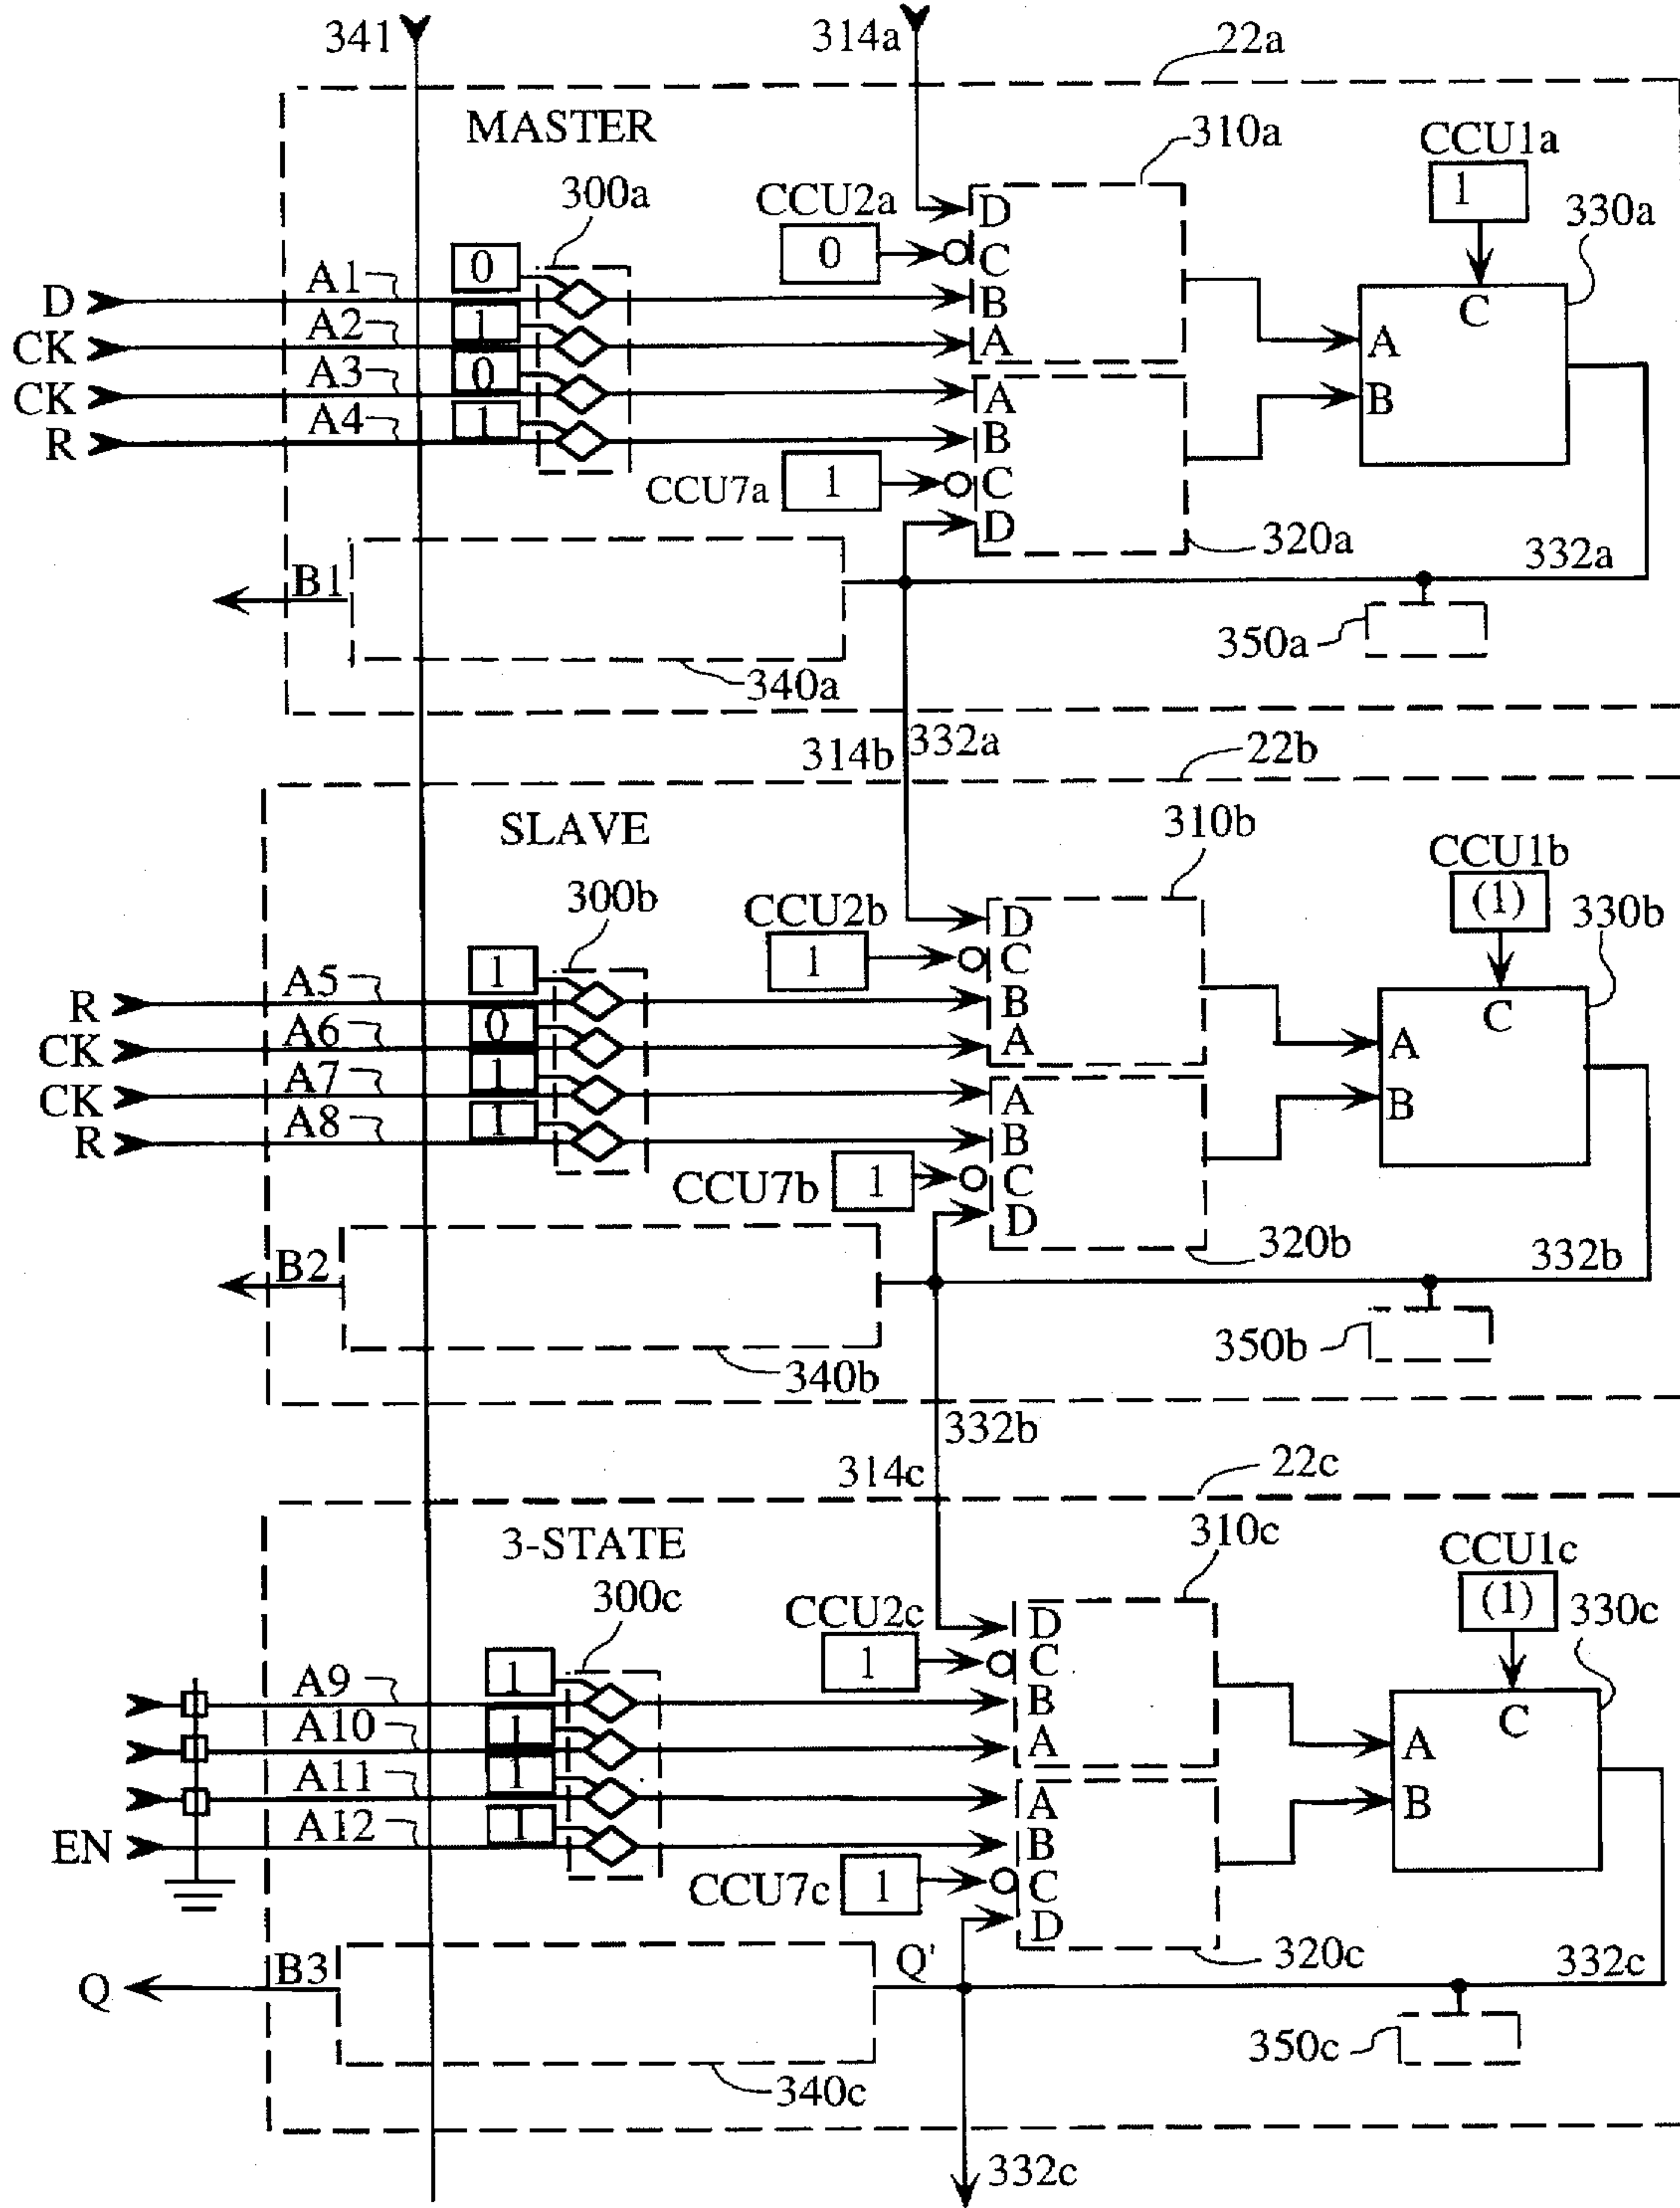 341
314a
22a
MASTER
310a
CCU1a
1
300a
CCU2a
0
330a
D
C
B
A
C
D
A1
0
CK
A2
1
CK
A3
0
R
A4
1
A
B
A
B
C
D
CCU7a
1
320a
332a
B1
350a
340a
314b
332a
22b
SLAVE
310b
CCU1b
(1)
300b
CCU2b
1
330b
D
C
B
A
C
R
A5
1
CK
A6
0
CK
A7
1
R
A8
1
A
B
A
B
C
D
CCU7b
1
320b
332b
B2
350b
340b
332b
314c
22c
3-STATE
310c
CCU1c
(1)
300c
CCU2c
1
330c
D
C
B
A
C
A9
1
A10
1
A11
1
EN
A12
1
A
B
A
B
C
D
CCU7c
1
320c
332c
Q
B3
Q'
350c
340c
332c